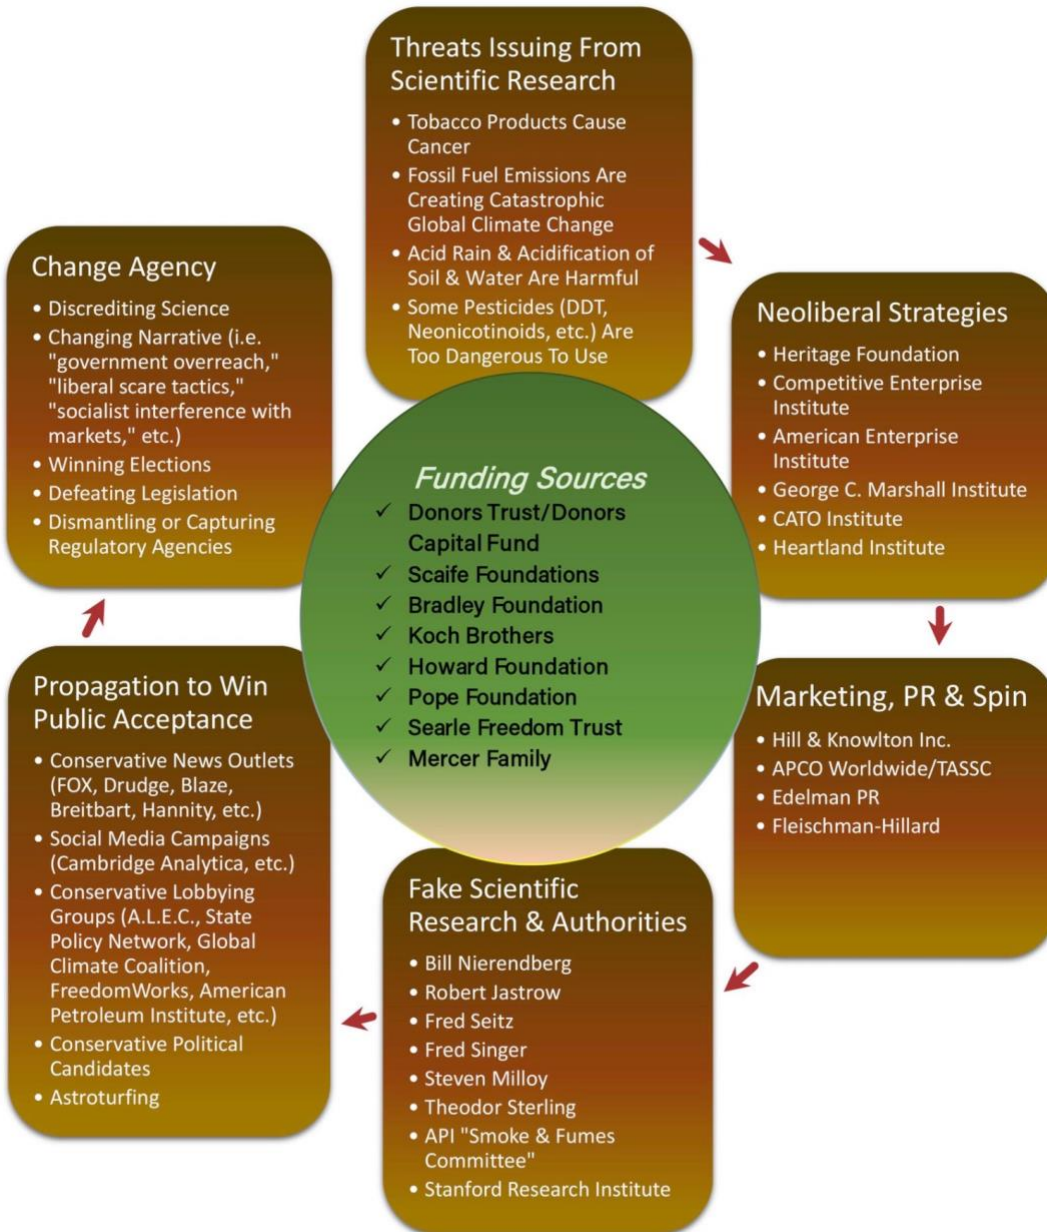 Threats Issuing From
Scientific Research
• Tobacco Products Cause
Cancer
• Fossil Fuel Emissions Are
Creating Catastrophic
Global Climate Change
• Acid Rain & Acidification of
Soil & Water Are Harmful
• Some Pesticides (DDT,
Neonicotinoids, etc.) Are
Too Dangerous To Use
Neoliberal Strategies
• Heritage Foundation
• Competitive Enterprise
Institute
• American Enterprise
Institute
• George C. Marshall Institute
• CATO Institute
• Heartland Institute
Marketing, PR & Spin
• Hill & Knowlton Inc.
• APCO Worldwide/TASSC
• Edelman PR
• Fleischman-Hillard
Fake Scientific
Research & Authorities
• Bill Nierendberg
• Robert Jastrow
• Fred Seitz
• Fred Singer
• Steven Milloy
• Theodor Sterling
• API "Smoke & Fumes
Committee"
• Stanford Research Institute
Propagation to Win
Public Acceptance
• Conservative News Outlets
(FOX, Drudge, Blaze,
Breitbart, Hannity, etc.)
• Social Media Campaigns
(Cambridge Analytica, etc.)
• Conservative Lobbying
Groups (A.L.E.C., State
Policy Network, Global
Climate Coalition,
FreedomWorks, American
Petroleum Institute, etc.)
• Conservative Political
Candidates
• Astroturfing
Change Agency
• Discrediting Science
• Changing Narrative (i.e.
"government overreach,"
"liberal scare tactics,"
"socialist interference with
markets," etc.)
• Winning Elections
• Defeating Legislation
• Dismantling or Capturing
Regulatory Agencies
Funding Sources
✓ Donors Trust/Donors
Capital Fund
✓ Scaife Foundations
✓ Bradley Foundation
✓ Koch Brothers
✓ Howard Foundation
✓ Pope Foundation
✓ Searle Freedom Trust
✓ Mercer Family